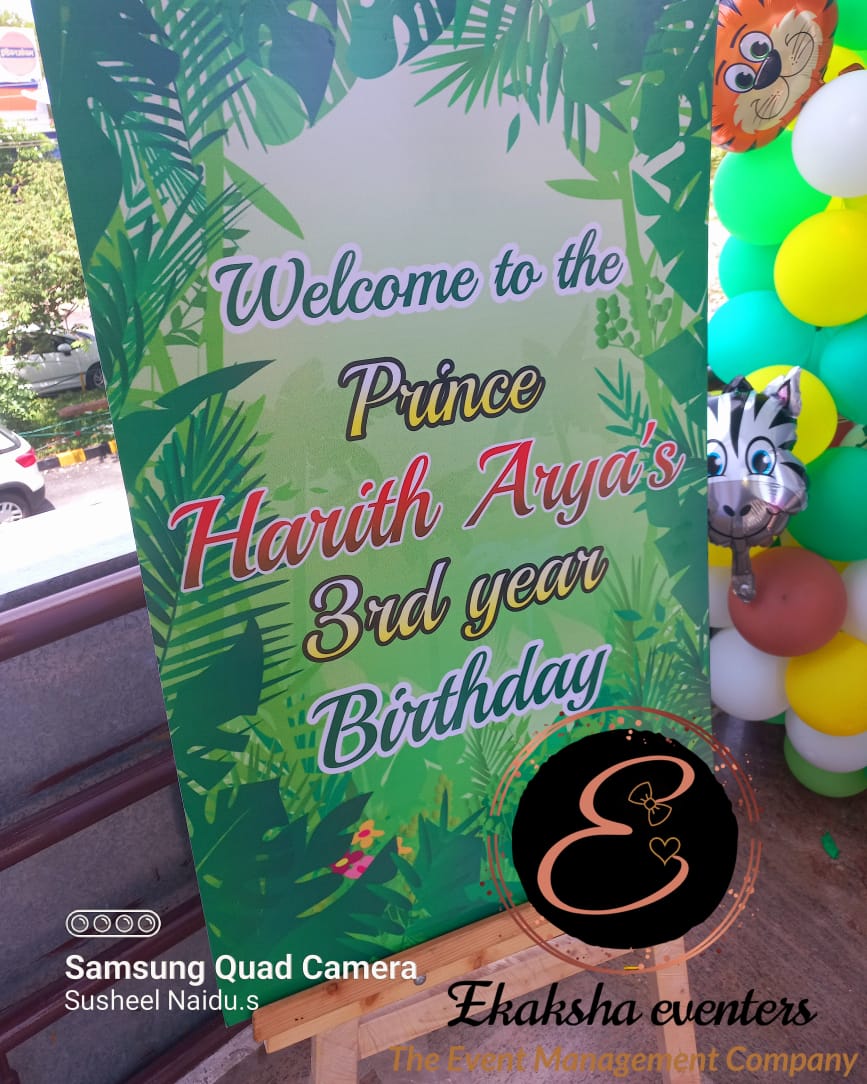 Welcome to the
Prince
Harith Arya's
3rd year
Birthday
E
Samsung Quad Camera
Susheel Naidu.s
Ekaksha eventers
The Event Management Company